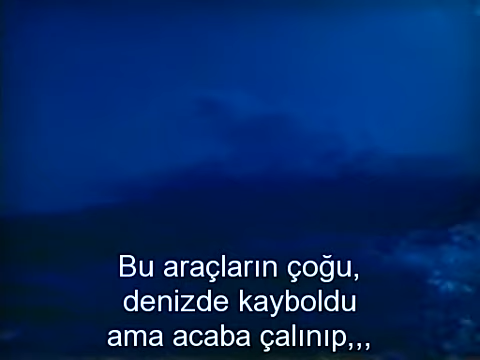 Bu araçların çoğu,
denizde kayboldu
ama acaba çalınıp,,,